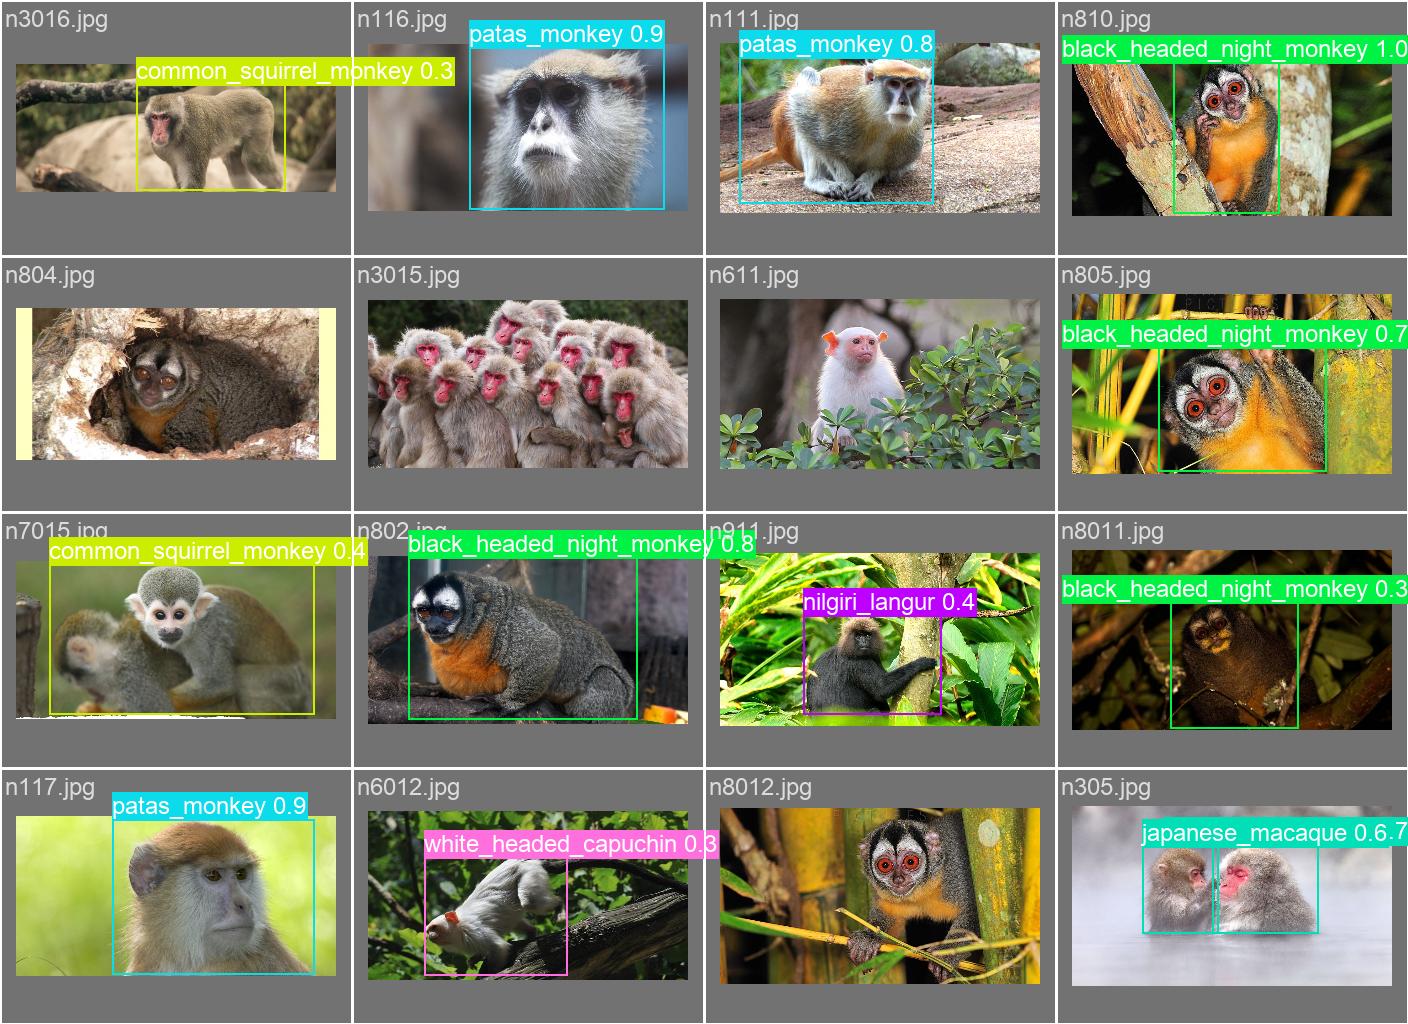 n3016.jpg
common_squirrel_monkey 0.3
n116.jpg
patas_monkey 0.9
n111.jpg
patas_monkey 0.8
n810.jpg
black_headed_night_monkey 1.0
n804.jpg
n3015.jpg
n611.jpg
n805.jpg
black_headed_night_monkey 0.7
n7015.jpg
common_squirrel_monkey 0.4
n802.jpg
black_headed_night_monkey 0.8
n911.jpg
nilgiri_langur 0.4
n8011.jpg
black_headed_night_monkey 0.3
n117.jpg
patas_monkey 0.9
n6012.jpg
white_headed_capuchin 0.3
n8012.jpg
n305.jpg
japanese_macaque 0.6.7